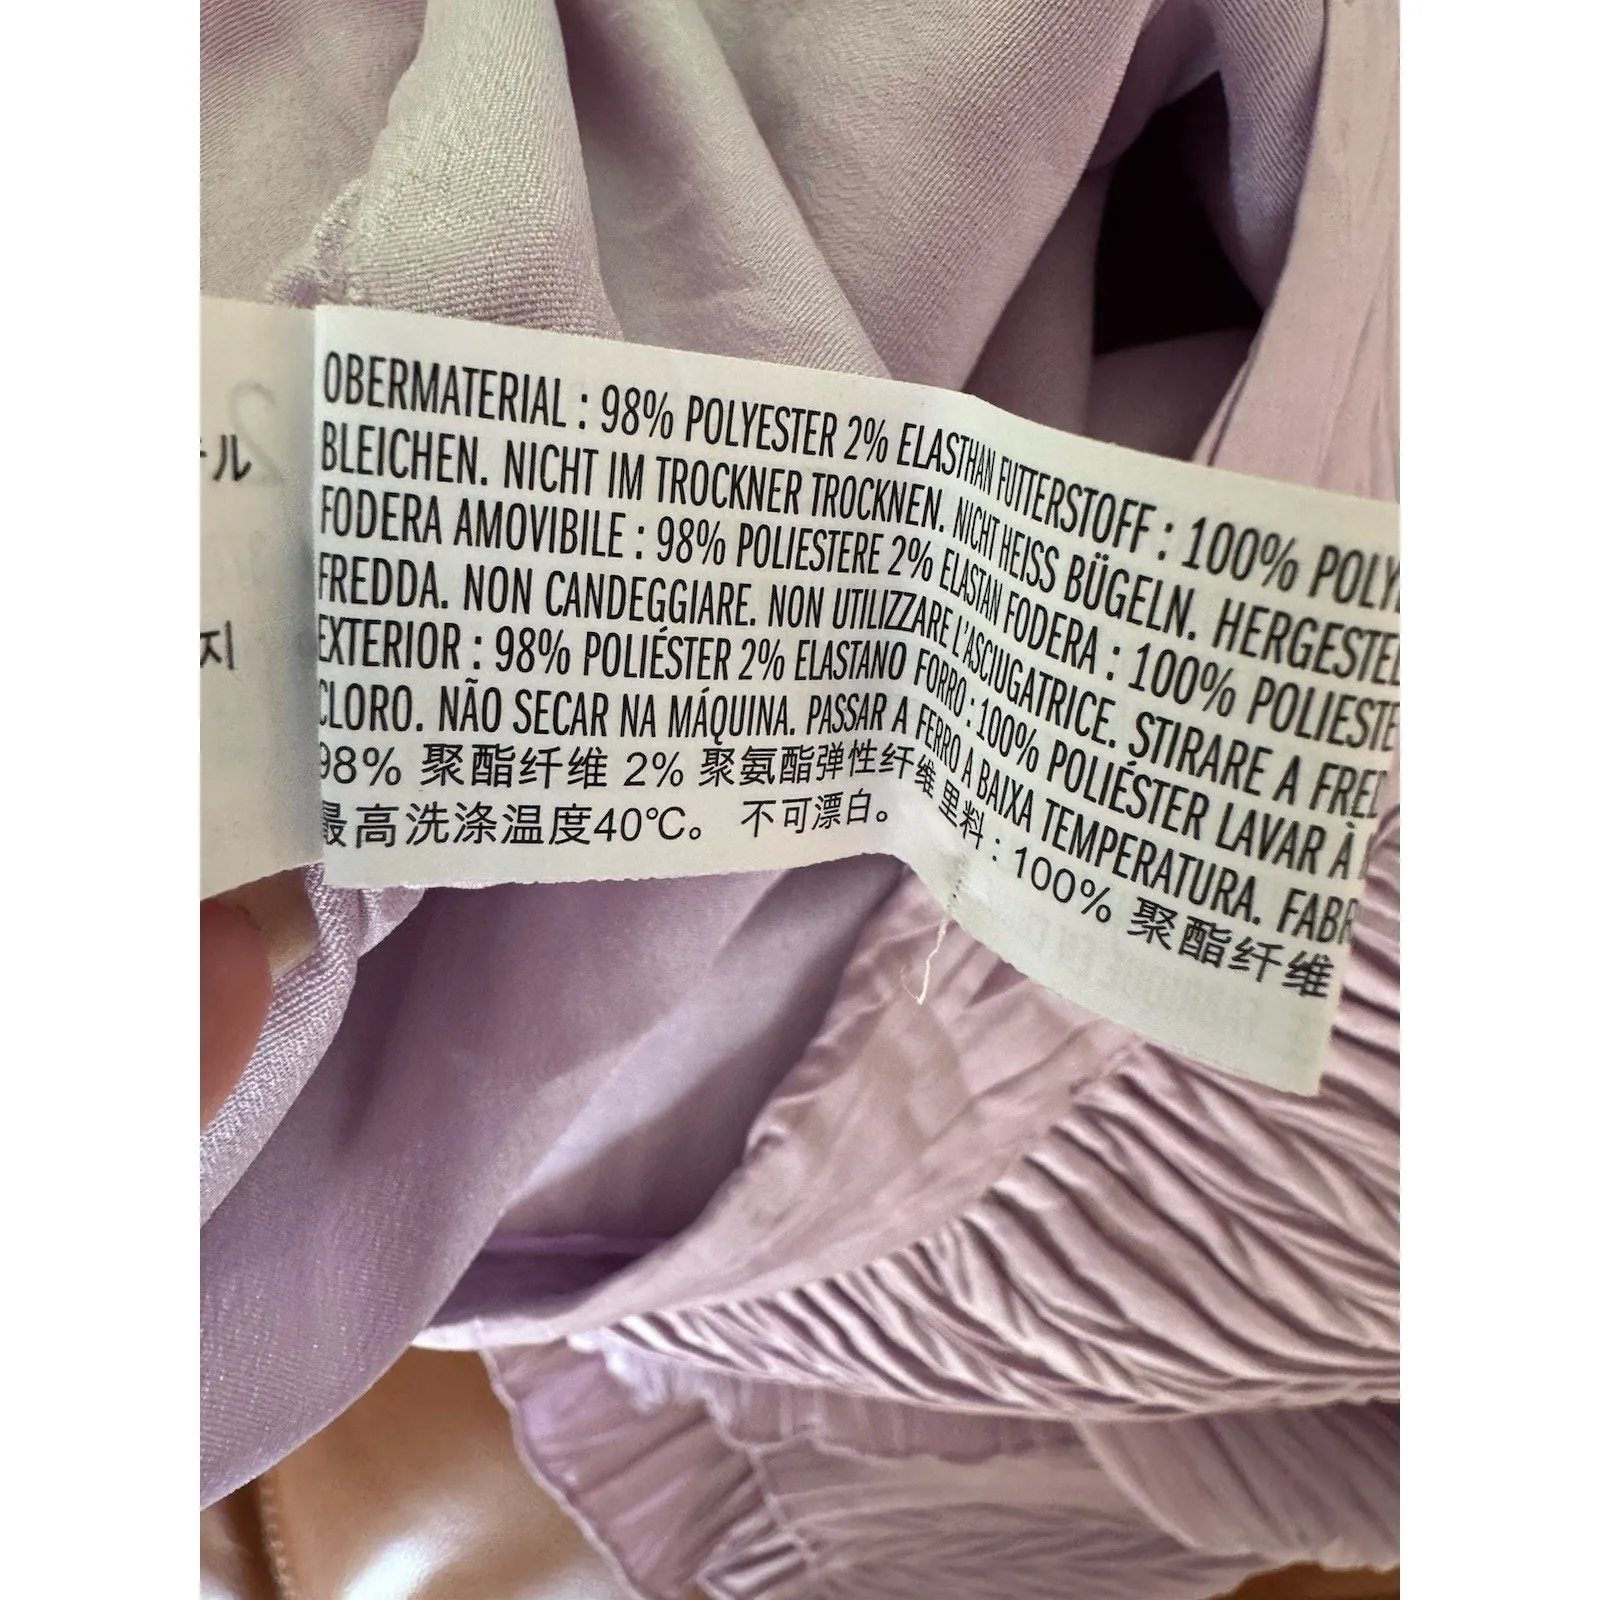 OBERMATERIAL : 98% POLYESTER 2% ELASTHAN FUTTERSTOFF : 100% POLY
BLEICHEN. NICHT IM TROCKNER TROCKNEN. NICHT HEISS BÜGELN. HERGESTEL
FODERA AMOVIBILE : 98% POLIESTERE 2% ELASTAN FODERA : 100% POLIESTE
FREDDA. NON CANDEGGIARE. NON UTILIZZARE L'ASCIUGATRICE. STIRARE A FRED
EXTERIOR : 98% POLIÉSTER 2% ELASTANO FORRO : 100% POLIÉSTER LAVAR À
CLORO. NÃO SECAR NA MÁQUINA. PASSAR A FERRO A BAIXA TEMPERATURA. FABR
98% 聚酯纤维 2% 聚氨酯弹性纤维 里料 : 100% 聚酯纤维
最高洗涤温度40℃。 不可漂白。
ル
지